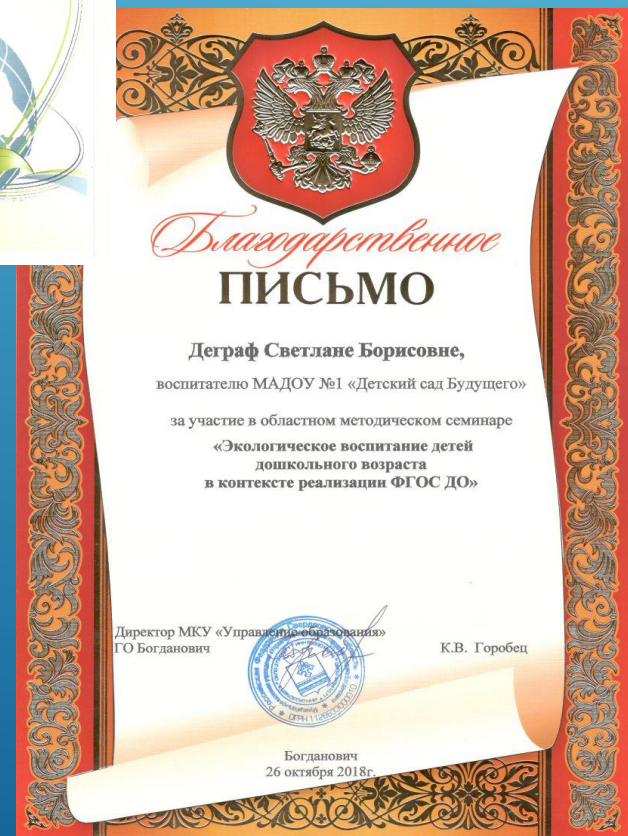 Благодарственное
ПИСЬМО
Деграф Светлане Борисовне,
воспитателю МАДОУ №1 «Детский сад Будущего»
за участие в областном методическом семинаре
«Экологическое воспитание детей
дошкольного возраста
в контексте реализации ФГОС ДО»
Директор МКУ «Управление образования»
ГО Богданович К.В. Горобец
Богданович
26 октября 2018г.